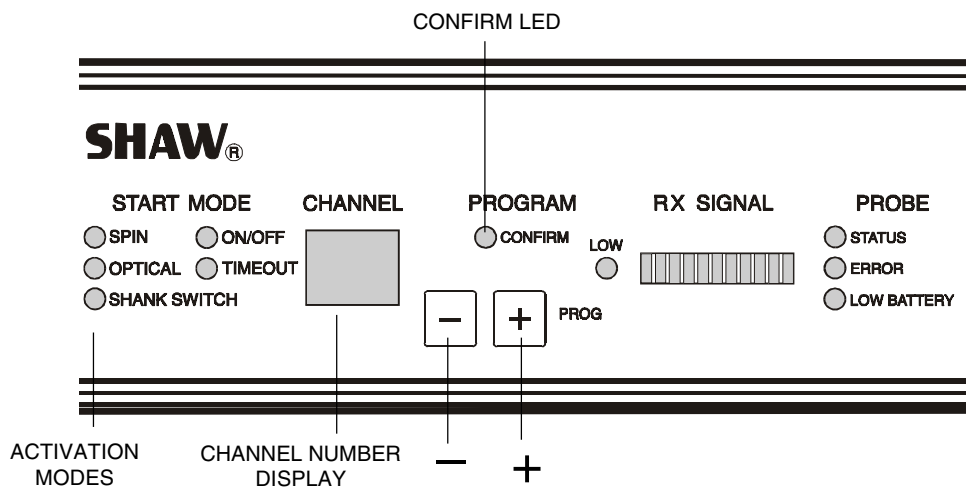 CONFIRM LED
SHAW®
START MODE
CHANNEL
PROGRAM
RX SIGNAL
PROBE
SPIN
ON/OFF
CONFIRM
LOW
STATUS
OPTICAL
TIMEOUT
ERROR
SHANK SWITCH
LOW BATTERY
−
+
PROG
ACTIVATION
MODES
CHANNEL NUMBER
DISPLAY
−
+